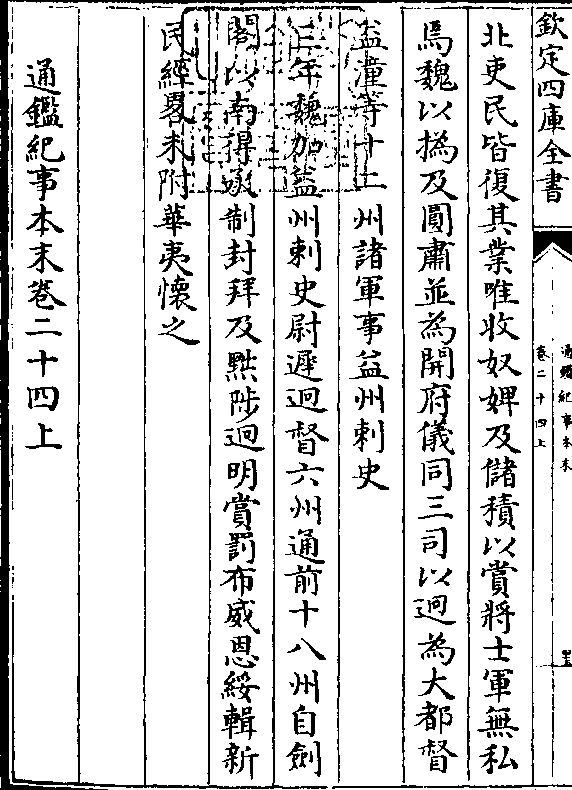 欽定四庫全書
通鑑紀事本末
卷二十四上
北吏民皆復其業唯收奴婢及儲積以賞將士軍無私
焉魏以撝及圓肅並為開府儀同三司以迥為大都督
益潼等十二州諸軍事益州刺史
三年魏加益州刺史尉遲迥督六州通前十八州自劍
閣以南得承制封拜及黜陟迥明賞罰布威恩綏輯新
民經畧未附華夷懷之
通鑑紀事本末卷二十四上